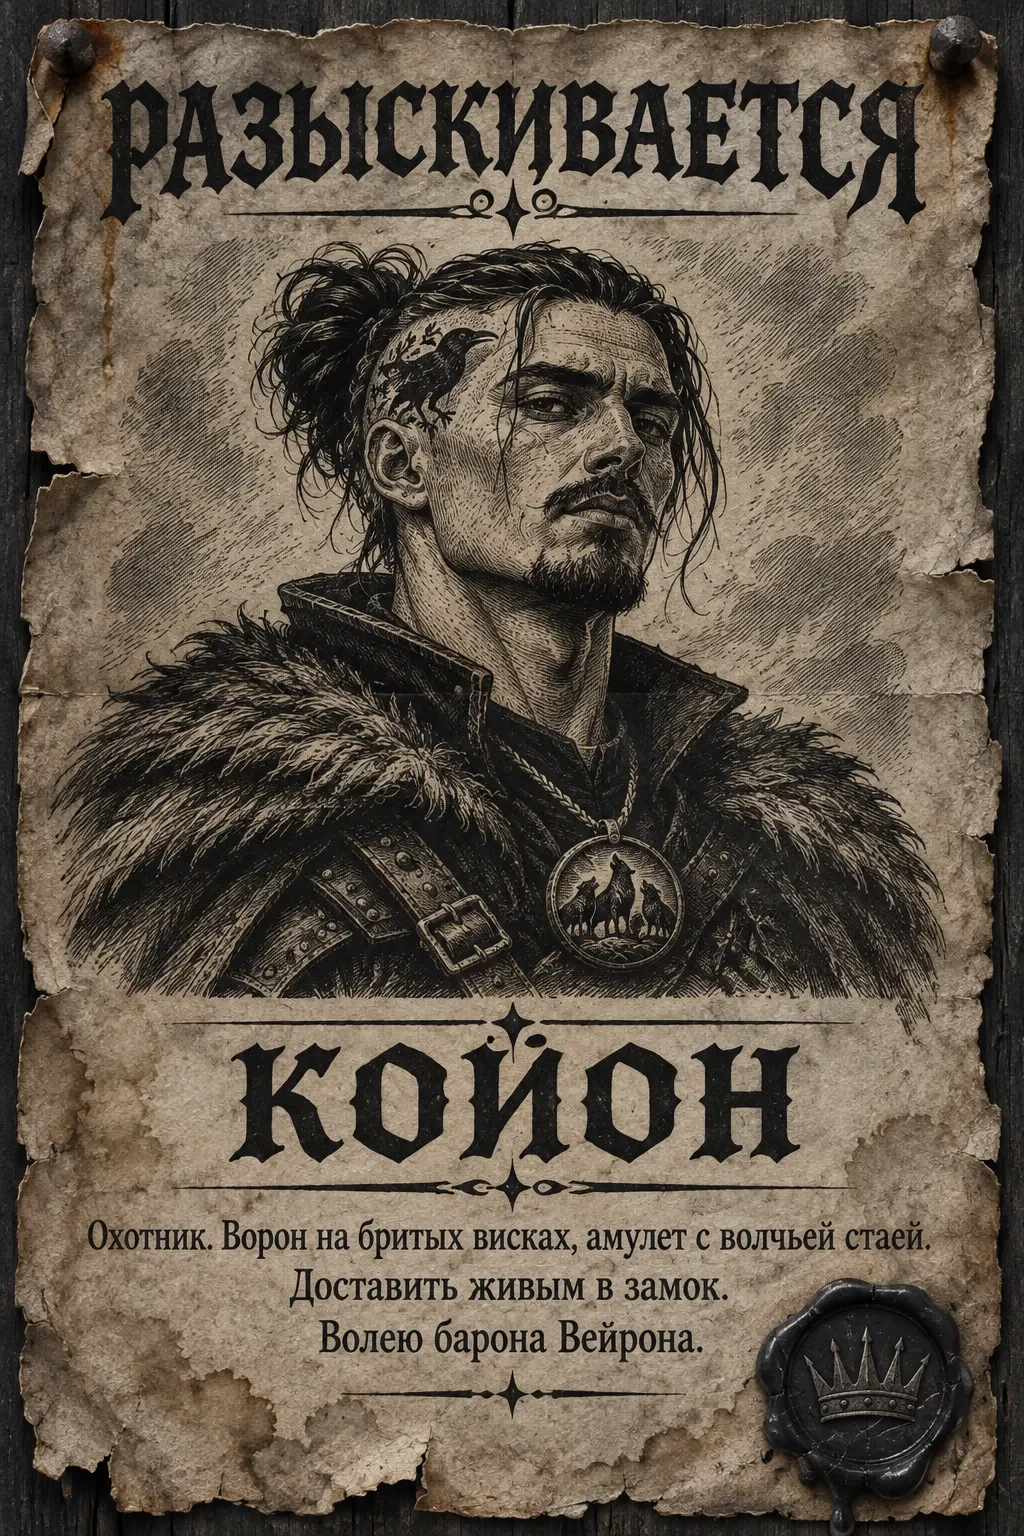 РАЗЫСКИВАЕТСЯ
КОЙОН
Охотник. Ворон на бритых висках, амулет с волчьей стаей.
Доставить живым в замок.
Волею барона Вейрона.